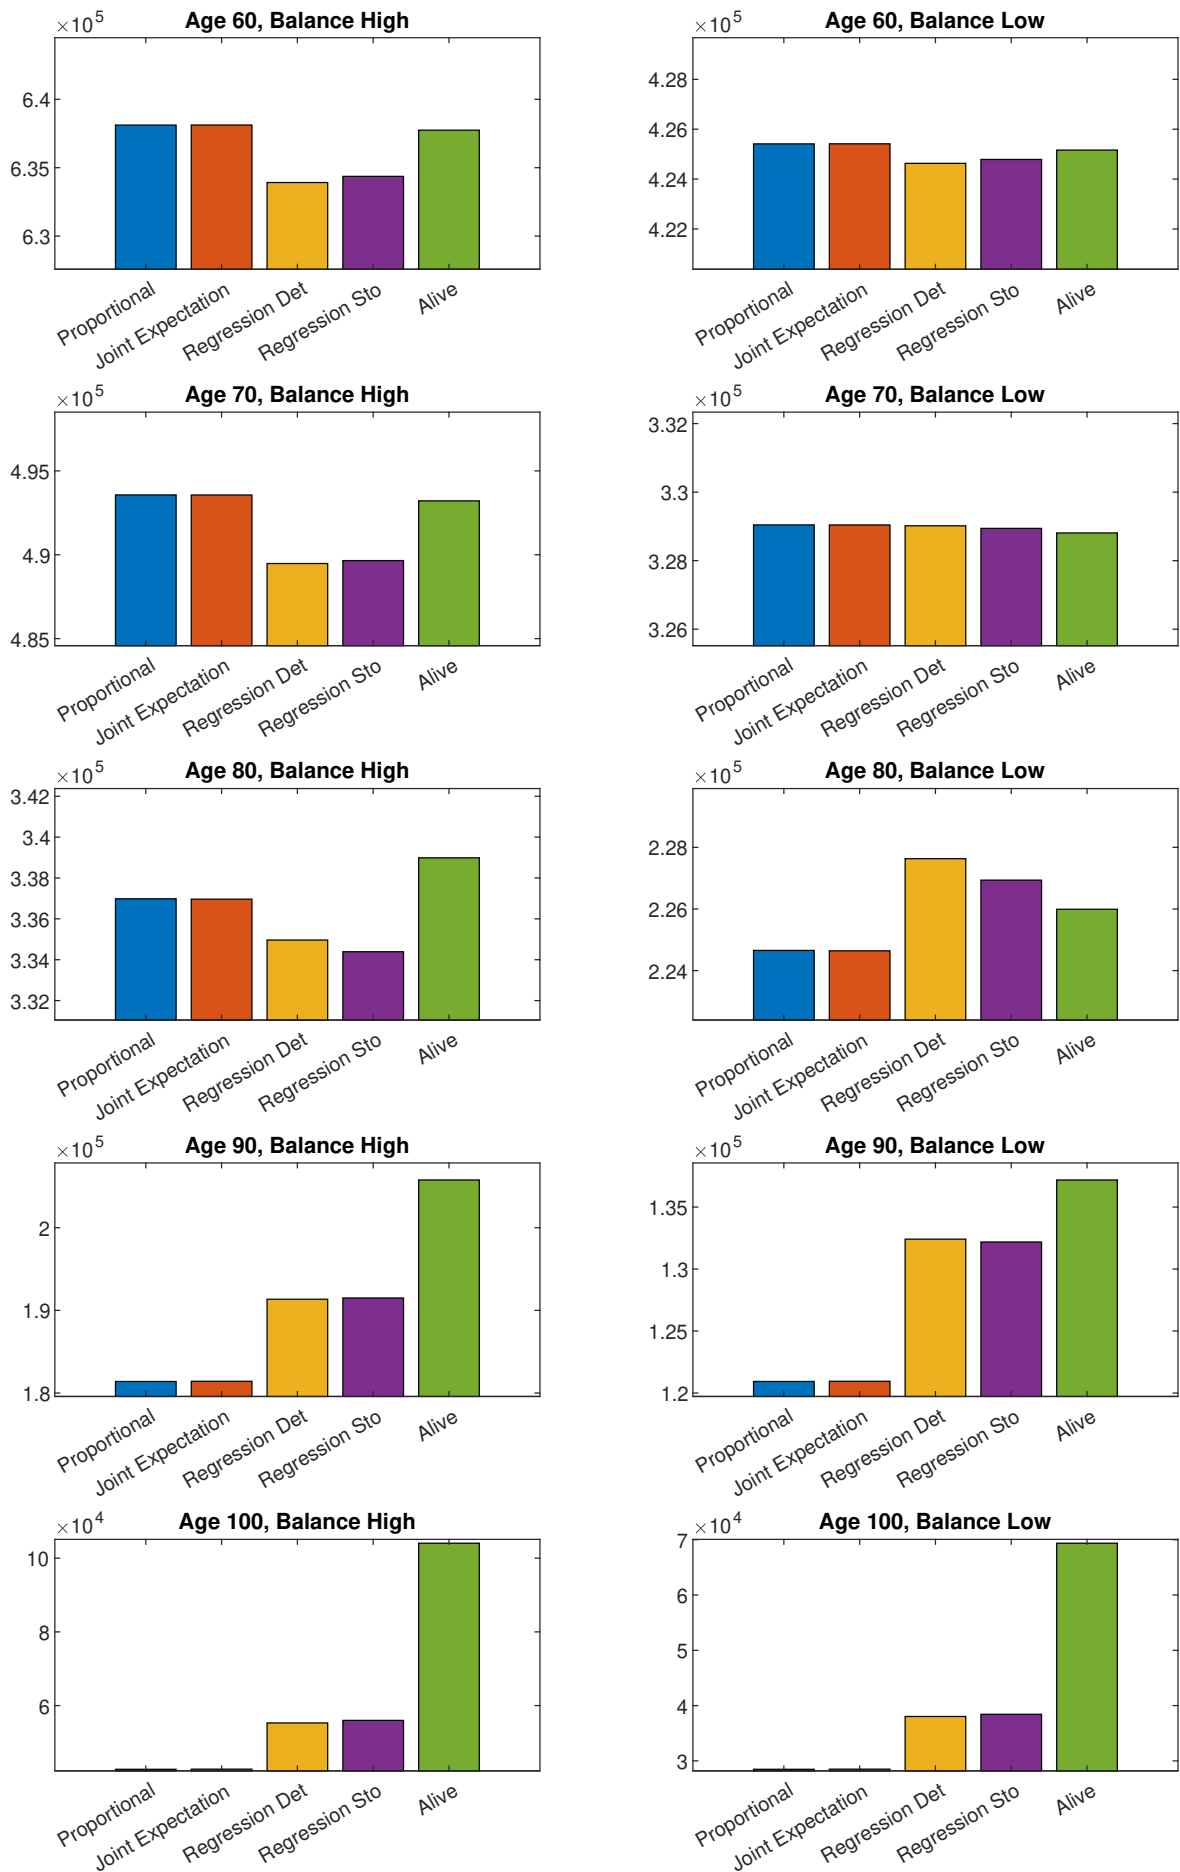 Age 60, Balance High
×10^5
6.4
6.35
6.3
Proportional
Joint Expectation
Regression Det
Regression Sto
Alive
Age 60, Balance Low
×10^5
4.28
4.26
4.24
4.22
Proportional
Joint Expectation
Regression Det
Regression Sto
Alive
Age 70, Balance High
×10^5
4.95
4.9
4.85
Proportional
Joint Expectation
Regression Det
Regression Sto
Alive
Age 70, Balance Low
×10^5
3.32
3.3
3.28
3.26
Proportional
Joint Expectation
Regression Det
Regression Sto
Alive
Age 80, Balance High
×10^5
3.42
3.4
3.38
3.36
3.34
3.32
Proportional
Joint Expectation
Regression Det
Regression Sto
Alive
Age 80, Balance Low
×10^5
2.28
2.26
2.24
Proportional
Joint Expectation
Regression Det
Regression Sto
Alive
Age 90, Balance High
×10^5
2
1.9
1.8
Proportional
Joint Expectation
Regression Det
Regression Sto
Alive
Age 90, Balance Low
×10^5
1.35
1.3
1.25
1.2
Proportional
Joint Expectation
Regression Det
Regression Sto
Alive
Age 100, Balance High
×10^4
10
8
6
Proportional
Joint Expectation
Regression Det
Regression Sto
Alive
Age 100, Balance Low
×10^4
7
6
5
4
3
Proportional
Joint Expectation
Regression Det
Regression Sto
Alive